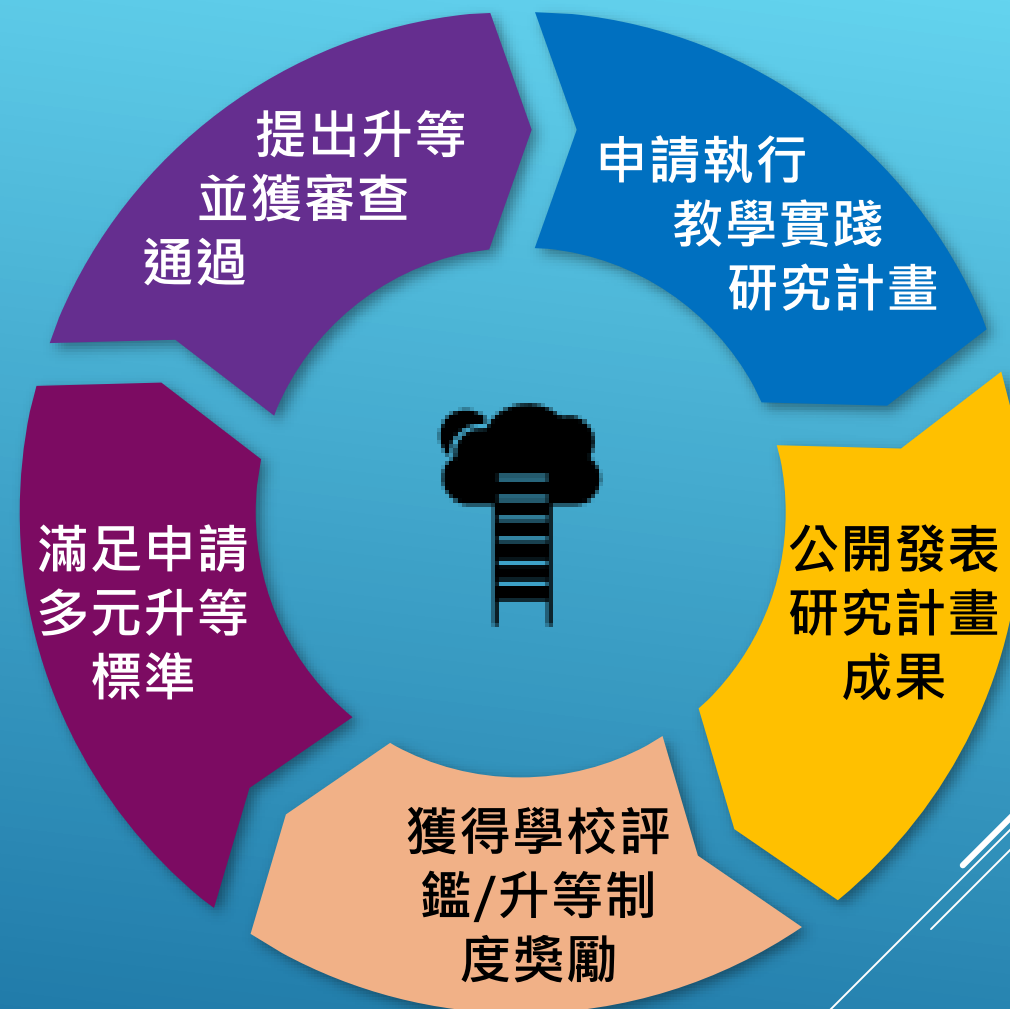 提出升等
並獲審查
通過
申請執行
教學實踐
研究計畫
公開發表
研究計畫
成果
獲得學校評
鑑/升等制
度獎勵
滿足申請
多元升等
標準